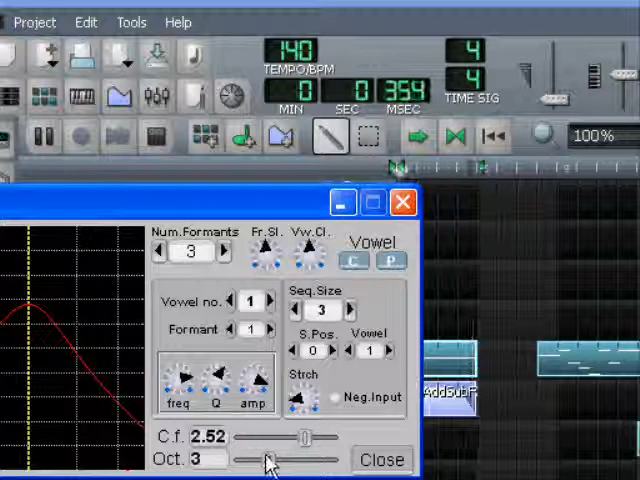 Project Edit Tools Help
140
TEMPO/BPM
4
4
TIME SIG
0 0 354
MIN SEC MSEC
100%
Num.Formants
3
Fr.Sl. Vw.Cl. Vowel
C P
Vowel no. 1
Formant 1
freq Q amp
Seq.Size
3
S.Pos. Vowel
0 1
Strch
Neg.Input
C.f. 2.52
Oct. 3
Close